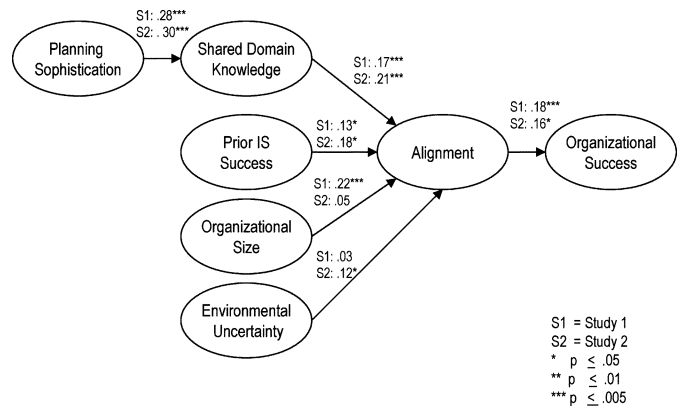 S1: .28***
S2: . 30***
Planning
Sophistication
Shared Domain
Knowledge
S1: .17***
S2: .21***
S1: .13*
S2: .18*
Prior IS
Success
Alignment
S1: .18***
S2: .16*
Organizational
Success
S1: .22***
S2: .05
Organizational
Size
S1: .03
S2: .12*
Environmental
Uncertainty
S1 = Study 1
S2 = Study 2
* p ≤ .05
** p ≤ .01
*** p ≤ .005